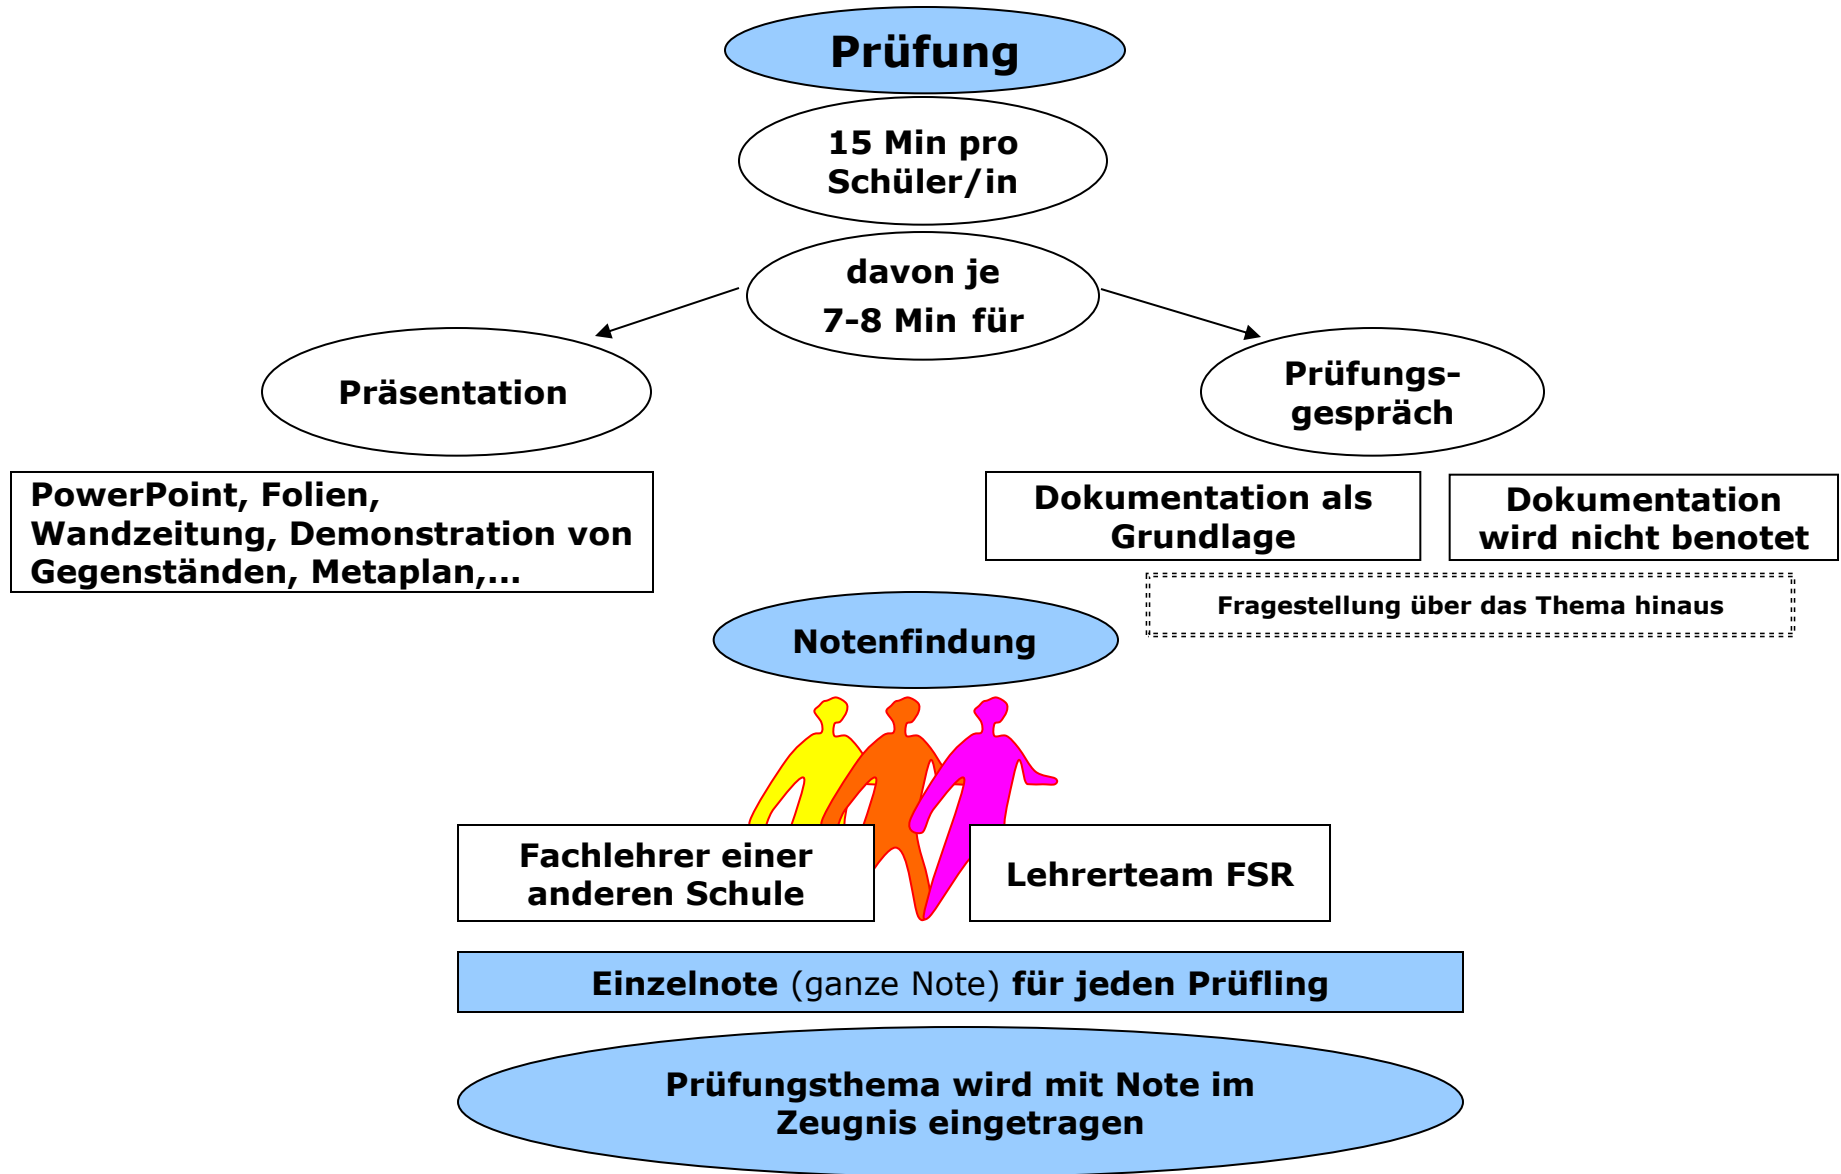 Prüfung
15 Min pro
Schüler/in
davon je
7-8 Min für
Präsentation
Prüfungs-
gespräch
PowerPoint, Folien,
Wandzeitung, Demonstration von
Gegenständen, Metaplan,…
Dokumentation als
Grundlage
Dokumentation
wird nicht benotet
Fragestellung über das Thema hinaus
Notenfindung
Fachlehrer einer
anderen Schule
Lehrerteam FSR
Einzelnote (ganze Note) für jeden Prüfling
Prüfungsthema wird mit Note im
Zeugnis eingetragen